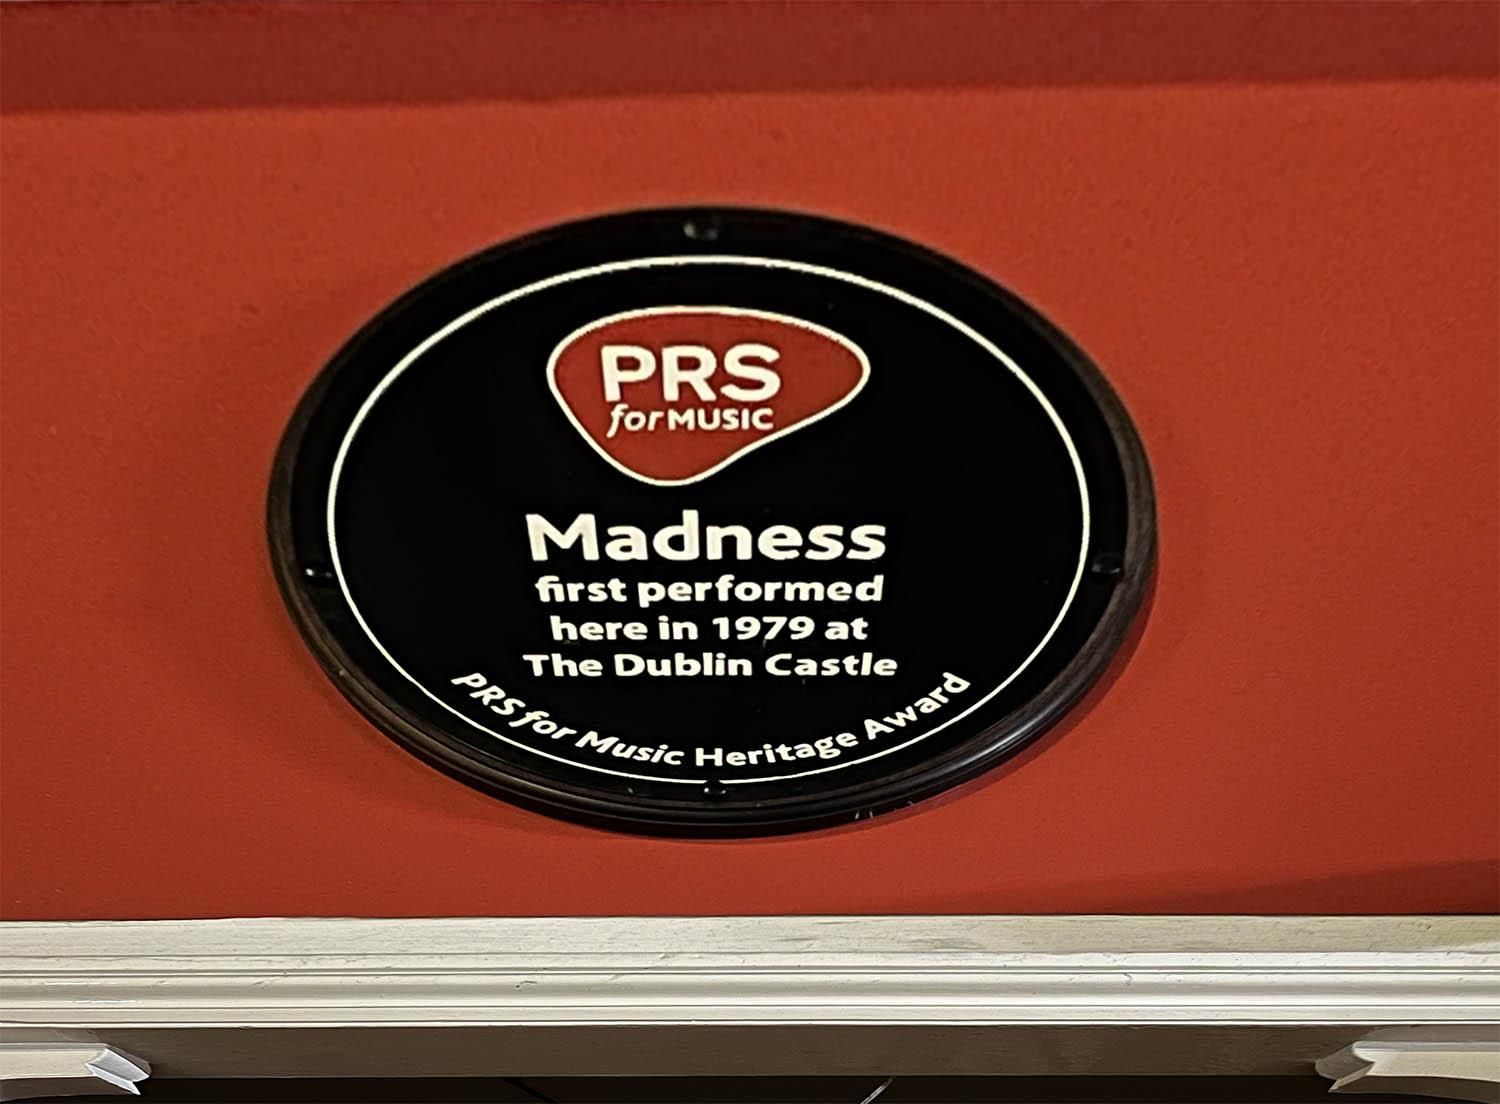 PRS
for MUSIC
Madness
first performed
here in 1979 at
The Dublin Castle
PRS for Music Heritage Award